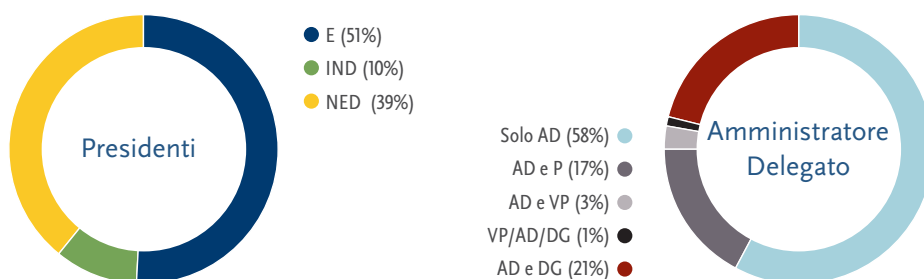 Presidenti
E (51%)
IND (10%)
NED (39%)
Amministratore
Delegato
Solo AD (58%)
AD e P (17%)
AD e VP (3%)
VP/AD/DG (1%)
AD e DG (21%)